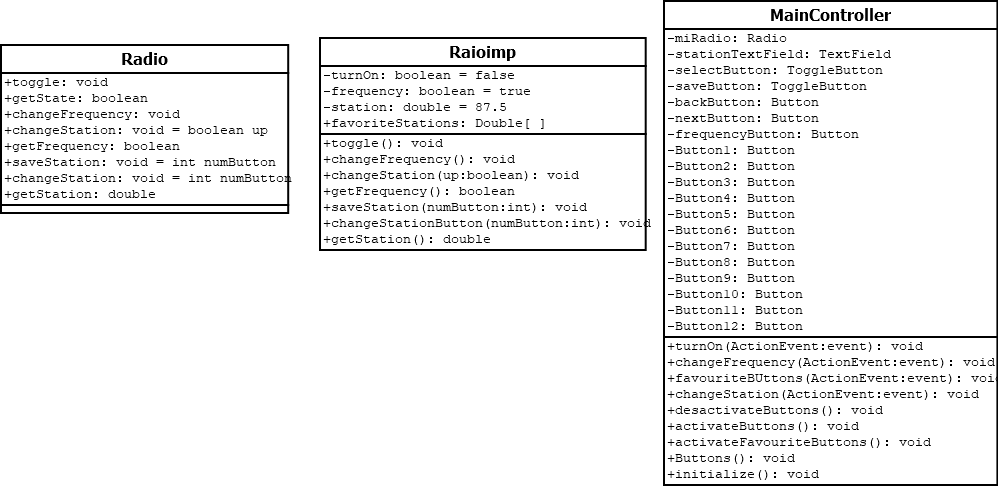 Radio
+toggle: void
+getState: boolean
+changeFrequency: void
+changeStation: void = boolean up
+getFrequency: boolean
+saveStation: void = int numButton
+changeStation: void = int numButton
+getStation: double
Raioimp
-turnOn: boolean = false
-frequency: boolean = true
-station: double = 87.5
+favoriteStations: Double[ ]
+toggle(): void
+changeFrequency(): void
+changeStation(up:boolean): void
+getFrequency(): boolean
+saveStation(numButton:int): void
+changeStationButton(numButton:int): void
+getStation(): double
MainController
-miRadio: Radio
-stationTextField: TextField
-selectButton: ToggleButton
-saveButton: ToggleButton
-backButton: Button
-nextButton: Button
-frequencyButton: Button
-Button1: Button
-Button2: Button
-Button3: Button
-Button4: Button
-Button5: Button
-Button6: Button
-Button7: Button
-Button8: Button
-Button9: Button
-Button10: Button
-Button11: Button
-Button12: Button
+turnOn(ActionEvent:event): void
+changeFrequency(ActionEvent:event): void
+favouriteBUttons(ActionEvent:event): void
+changeStation(ActionEvent:event): void
+desactivateButtons(): void
+activateButtons(): void
+activateFavouriteButtons(): void
+Buttons(): void
+initialize(): void